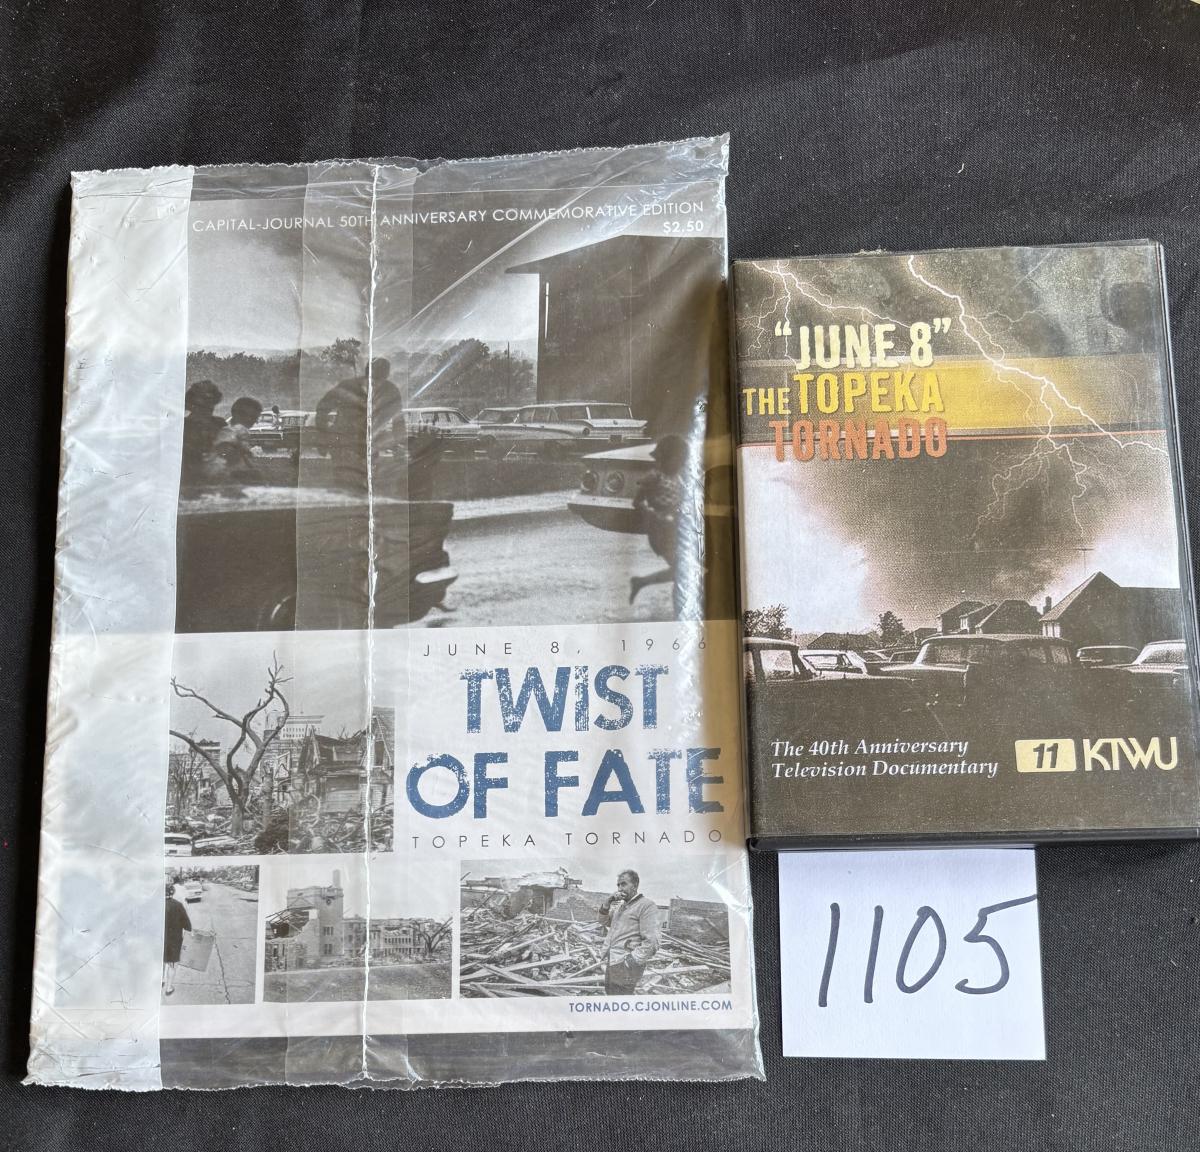 CAPITAL-JOURNAL 50TH ANNIVERSARY COMMEMORATIVE EDITION
$2.50
JUNE 8, 1966
TWIST
OF FATE
TOPEKA TORNADO
TORNADO.CJONLINE.COM
"JUNE 8"
THE TOPEKA
TORNADO
The 40th Anniversary
Television Documentary
11 KTWU
1105